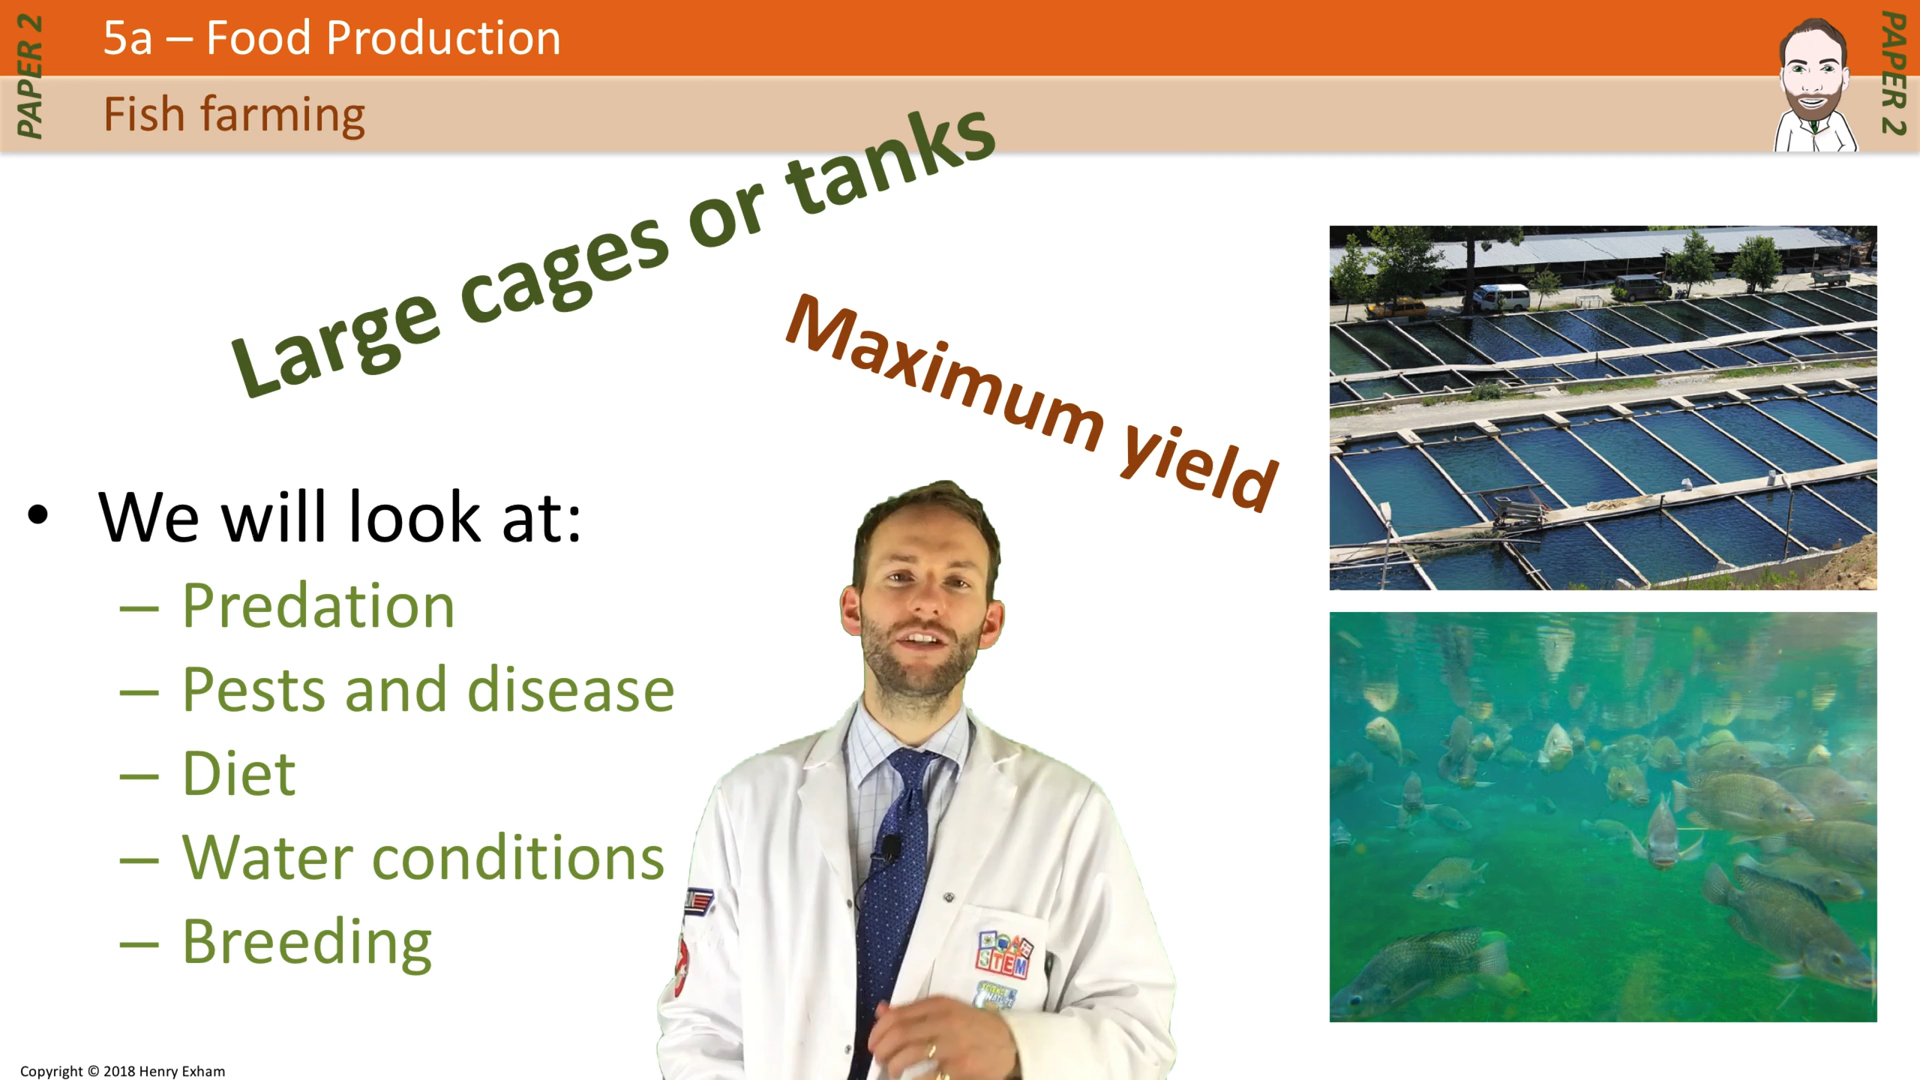 PAPER 2
5a – Food Production
PAPER 2
Fish farming
Large cages or tanks
Maximum yield
• We will look at:
– Predation
– Pests and disease
– Diet
– Water conditions
– Breeding
STEM
Copyright © 2018 Henry Exham